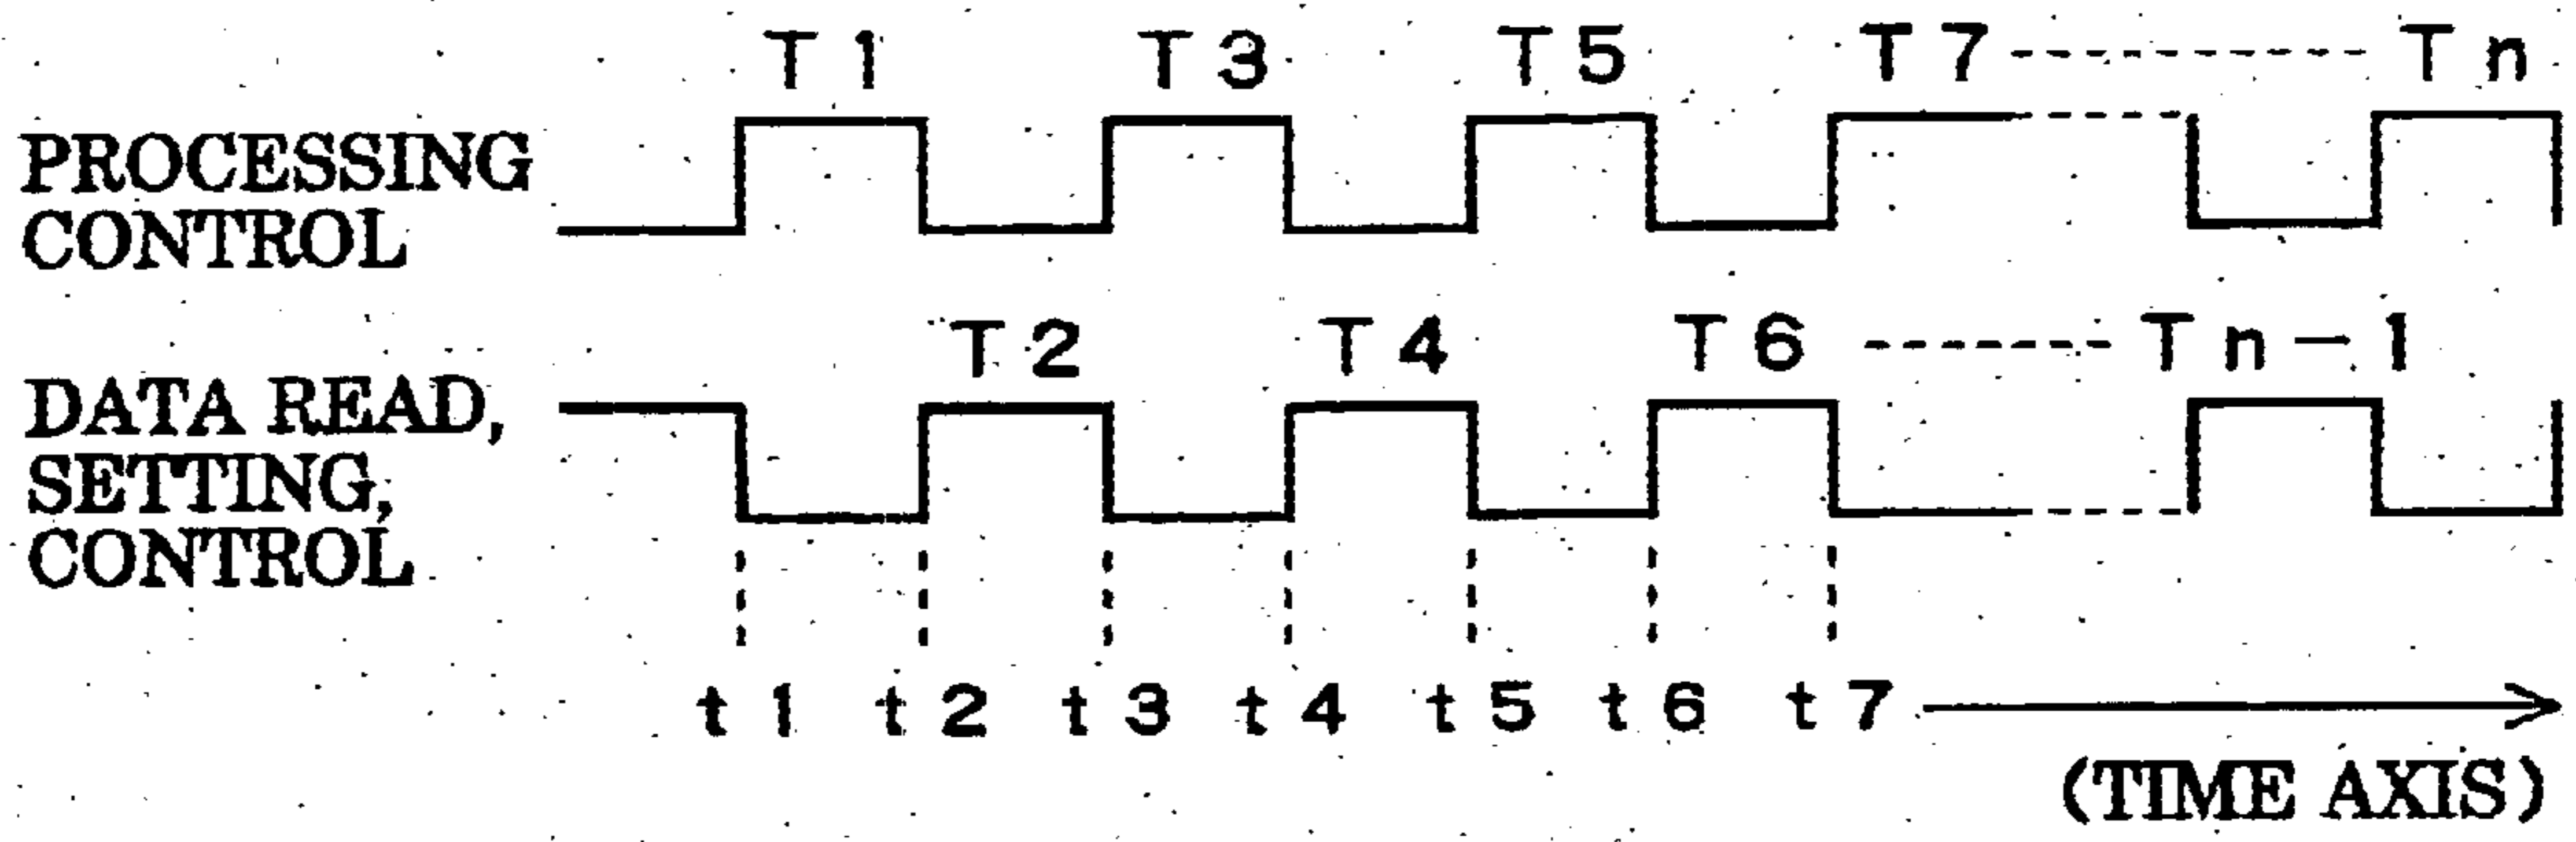 T1 T3 T5 T7 Tn
PROCESSING
CONTROL
T2 T4 T6 Tn-1
DATA READ,
SETTING,
CONTROL
t1 t2 t3 t4 t5 t6 t7
(TIME AXIS)